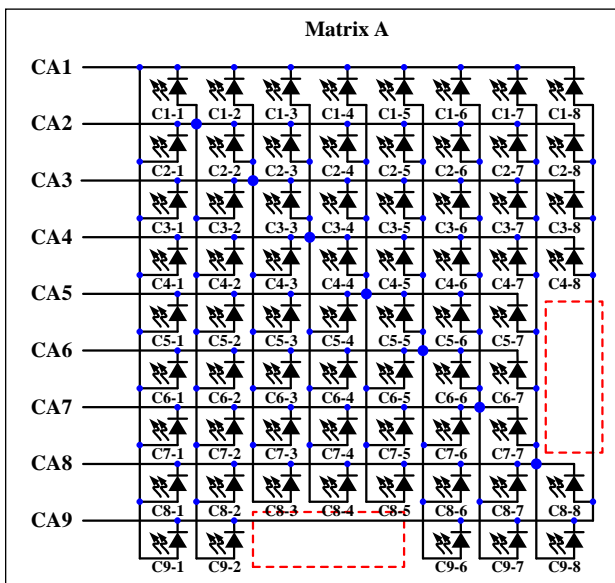 Matrix A
CA1
C1-1 C1-2 C1-3 C1-4 C1-5 C1-6 C1-7 C1-8
CA2
C2-1 C2-2 C2-3 C2-4 C2-5 C2-6 C2-7 C2-8
CA3
C3-1 C3-2 C3-3 C3-4 C3-5 C3-6 C3-7 C3-8
CA4
C4-1 C4-2 C4-3 C4-4 C4-5 C4-6 C4-7 C4-8
CA5
C5-1 C5-2 C5-3 C5-4 C5-5 C5-6 C5-7
CA6
C6-1 C6-2 C6-3 C6-4 C6-5 C6-6 C6-7
CA7
C7-1 C7-2 C7-3 C7-4 C7-5 C7-6 C7-7
CA8
C8-1 C8-2 C8-3 C8-4 C8-5 C8-6 C8-7 C8-8
CA9
C9-1 C9-2 C9-6 C9-7 C9-8